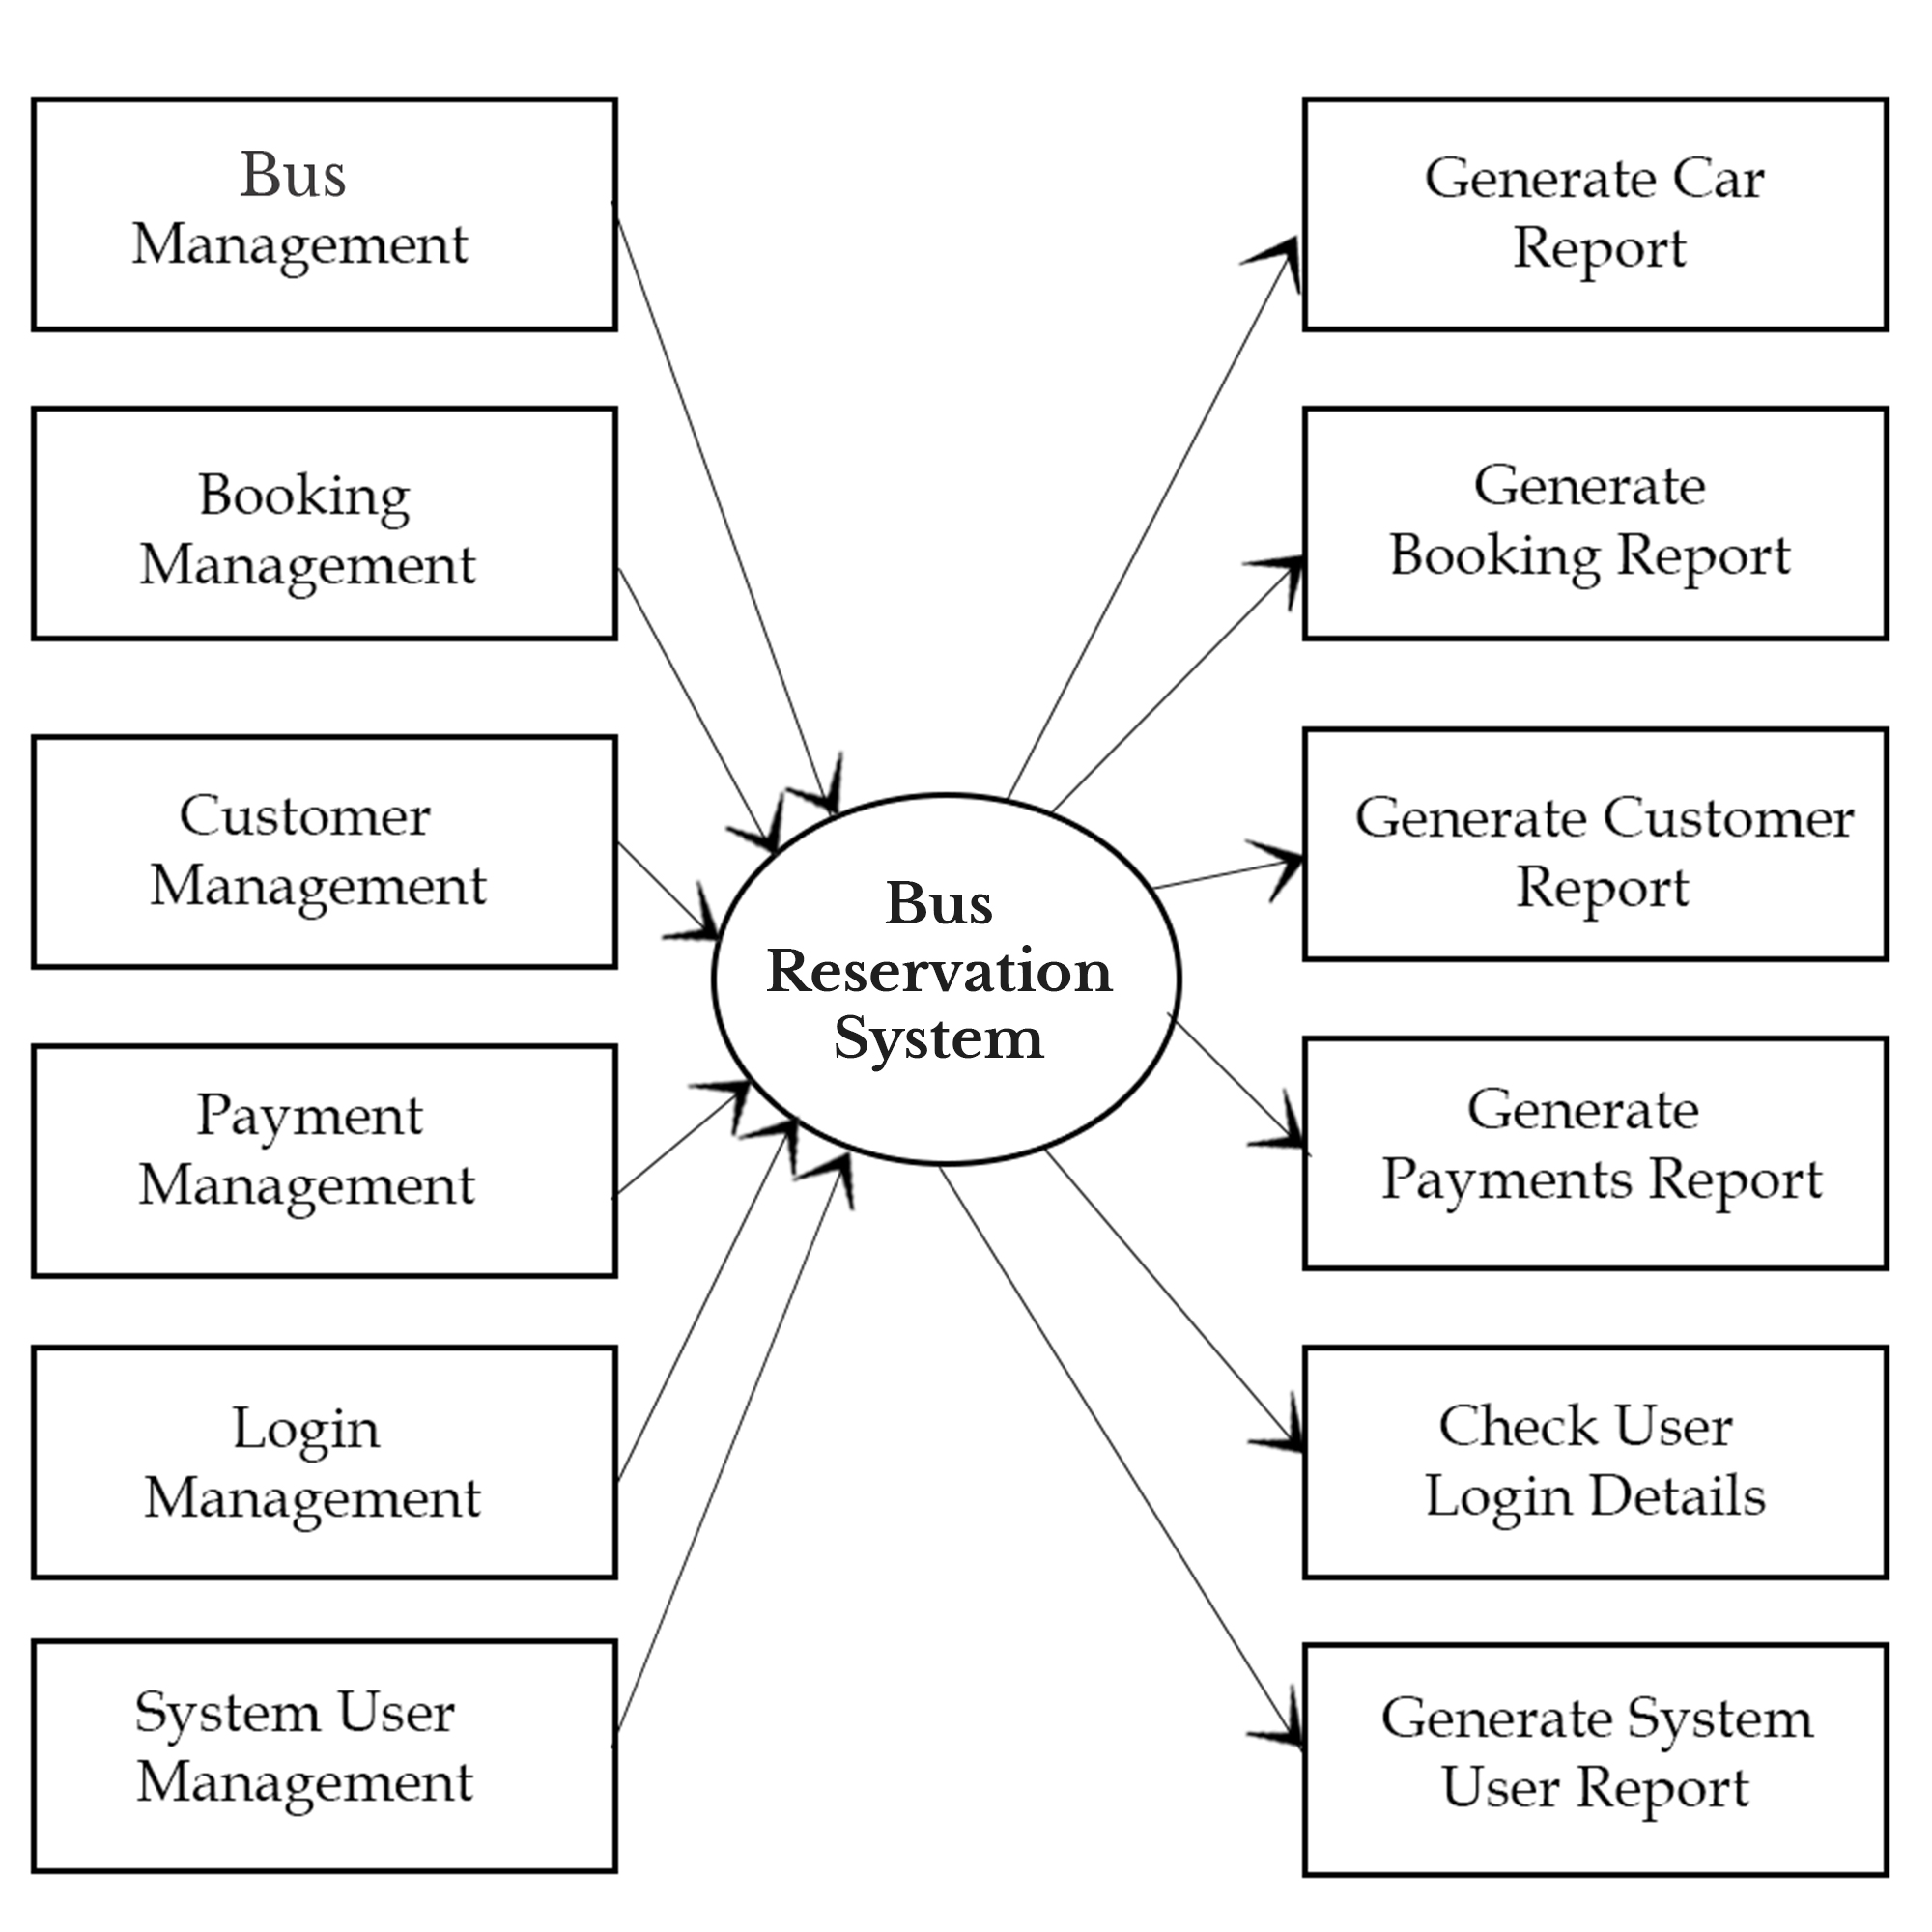 Bus
Management
Booking
Management
Customer
Management
Payment
Management
Login
Management
System User
Management
Bus
Reservation
System
Generate Car
Report
Generate
Booking Report
Generate Customer
Report
Generate
Payments Report
Check User
Login Details
Generate System
User Report